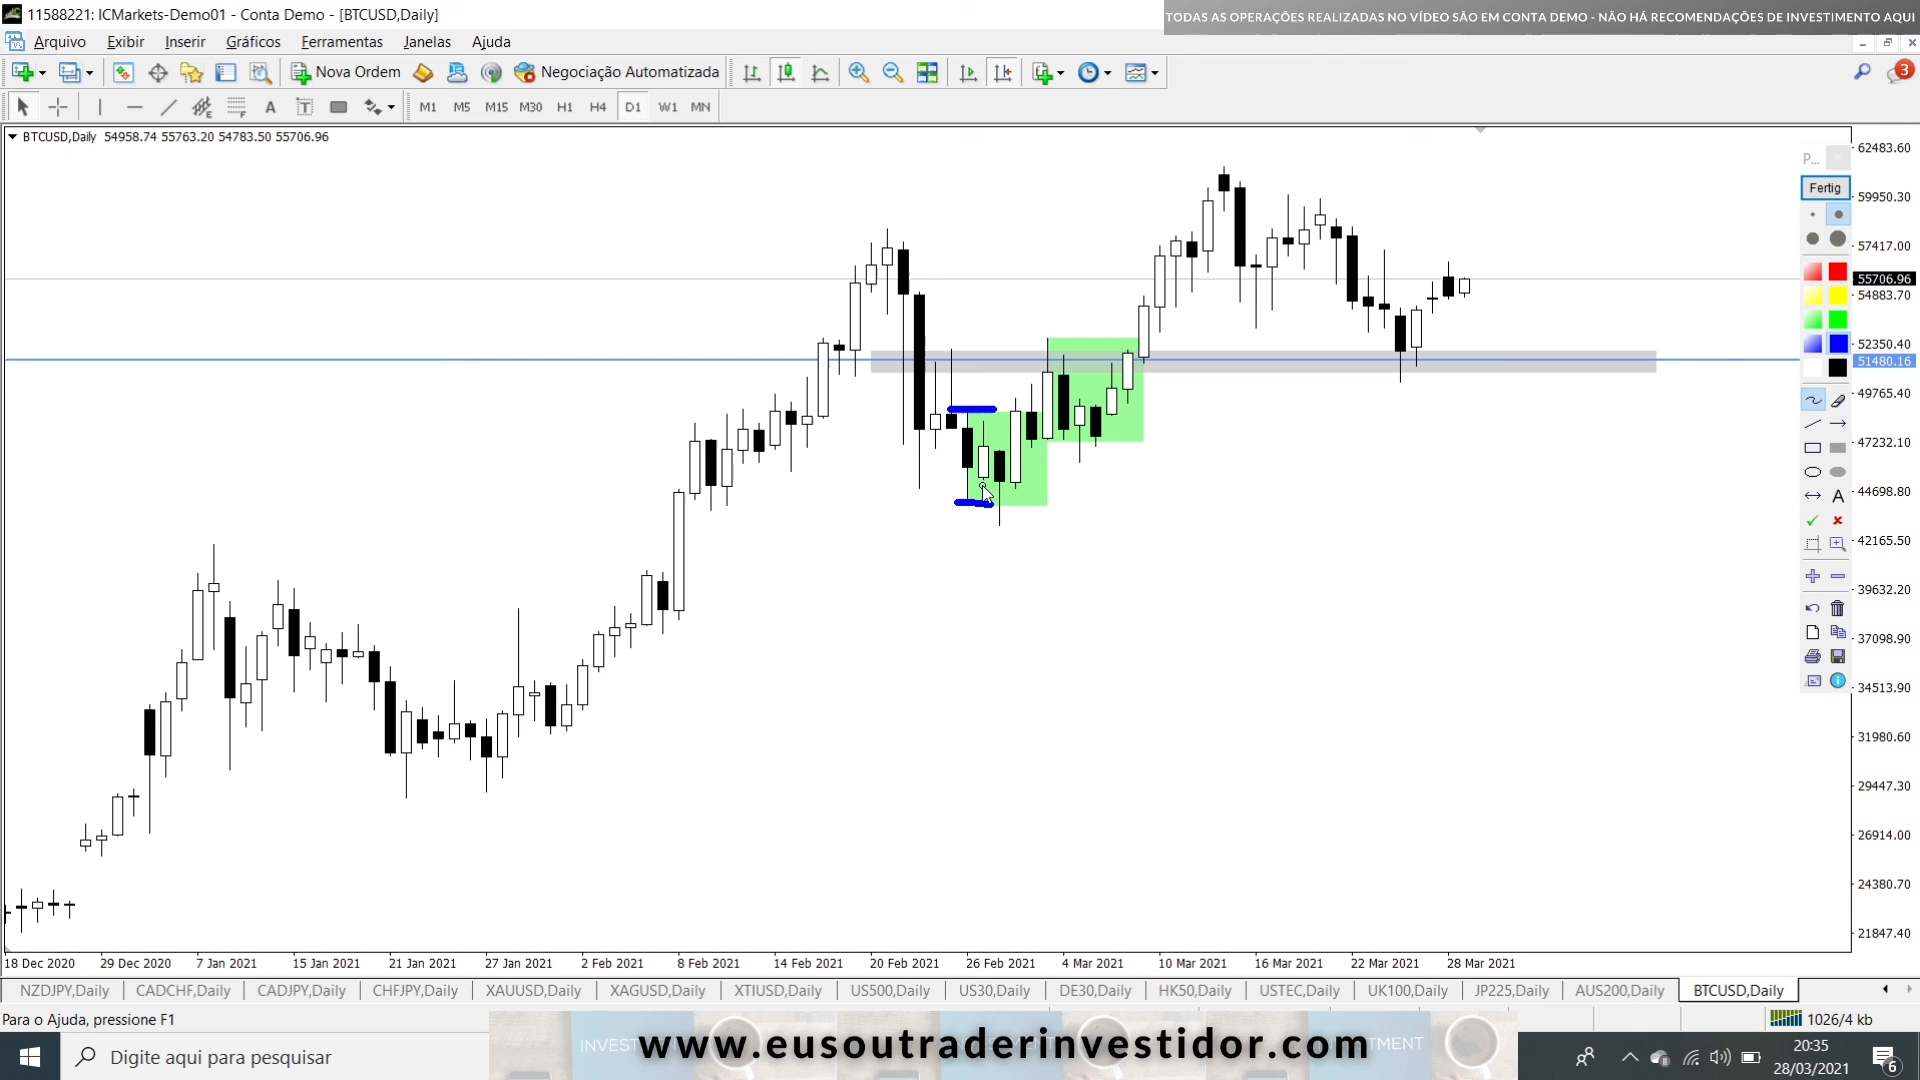 11588221: ICMarkets-Demo01 - Conta Demo - [BTCUSD,Daily]
TODAS AS OPERAÇÕES REALIZADAS NO VÍDEO SÃO EM CONTA DEMO - NÃO HÁ RECOMENDAÇÕES DE INVESTIMENTO AQUI
Arquivo Exibir Inserir Gráficos Ferramentas Janelas Ajuda
Nova Ordem Negociação Automatizada 3
A T M1 M5 M15 M30 H1 H4 D1 W1 MN
BTCUSD,Daily 54958.74 55763.20 54783.50 55706.96
P...
Fertig
A
62483.60
59950.30
57417.00
55706.96
54883.70
52350.40
51480.16
49765.40
47232.10
44698.80
42165.50
39632.20
37098.90
34513.90
31980.60
29447.30
26914.00
24380.70
21847.40
18 Dec 2020 29 Dec 2020 7 Jan 2021 15 Jan 2021 21 Jan 2021 27 Jan 2021 2 Feb 2021 8 Feb 2021 14 Feb 2021 20 Feb 2021 26 Feb 2021 4 Mar 2021 10 Mar 2021 16 Mar 2021 22 Mar 2021 28 Mar 2021
NZDJPY,Daily CADCHF,Daily CADJPY,Daily CHFJPY,Daily XAUUSD,Daily XAGUSD,Daily XTIUSD,Daily US500,Daily US30,Daily DE30,Daily HK50,Daily USTEC,Daily UK100,Daily JP225,Daily AUS200,Daily BTCUSD,Daily
Para o Ajuda, pressione F1
1026/4 kb
Digite aqui para pesquisar
www.eusoutraderinvestidor.com
20:35
28/03/2021
6